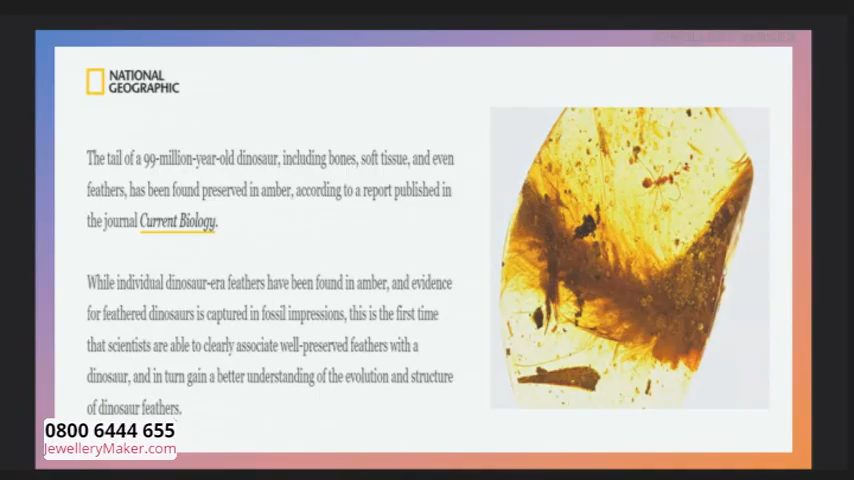 NATIONAL
GEOGRAPHIC
The tail of a 99-million-year-old dinosaur, including bones, soft tissue, and even
feathers, has been found preserved in amber, according to a report published in
the journal Current Biology.
While individual dinosaur-era feathers have been found in amber, and evidence
for feathered dinosaurs is captured in fossil impressions, this is the first time
that scientists are able to clearly associate well-preserved feathers with a
dinosaur, and in turn gain a better understanding of the evolution and structure
of dinosaur feathers.
0800 6444 655
JewelleryMaker.com